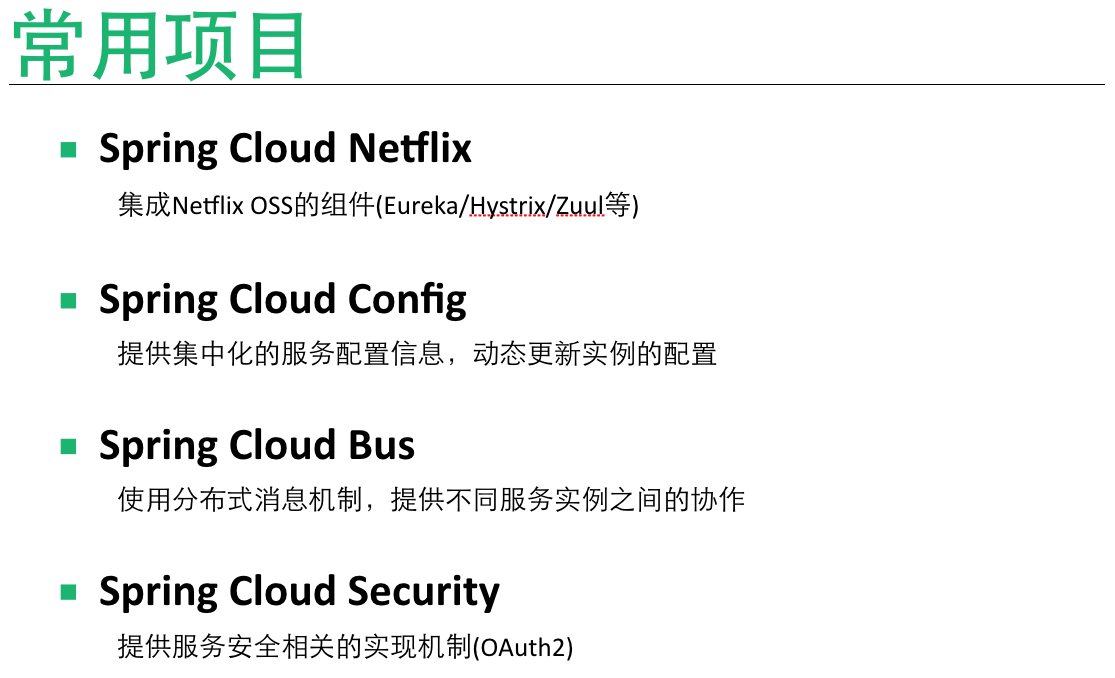 常用项目
Spring Cloud Netflix
集成Netflix OSS的组件(Eureka/Hystrix/Zuul等)
Spring Cloud Config
提供集中化的服务配置信息，动态更新实例的配置
Spring Cloud Bus
使用分布式消息机制，提供不同服务实例之间的协作
Spring Cloud Security
提供服务安全相关的实现机制(OAuth2)